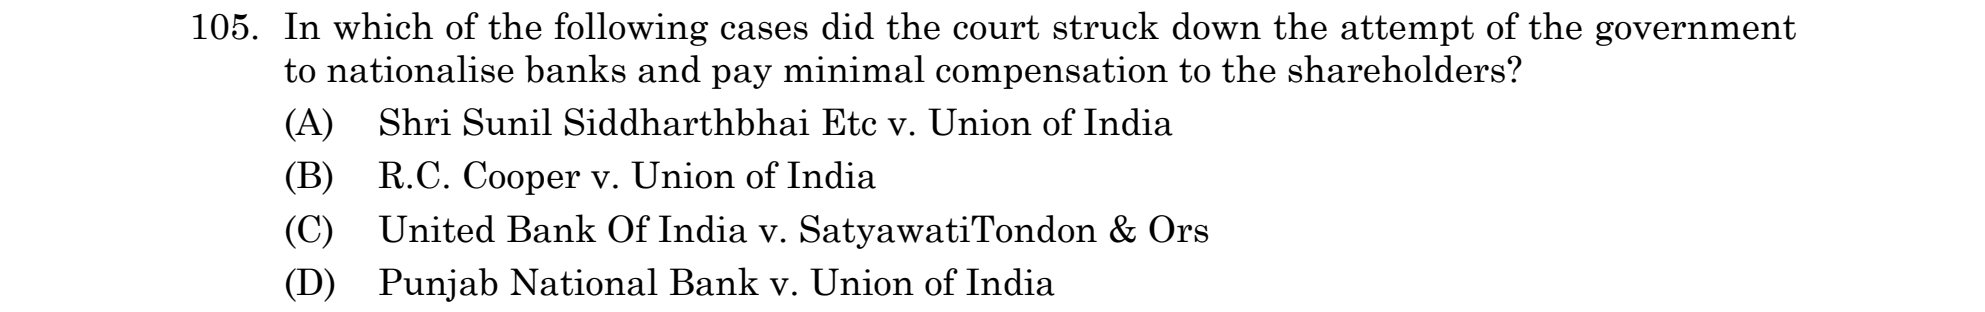 105. In which of the following cases did the court struck down the attempt of the government
to nationalise banks and pay minimal compensation to the shareholders?
(A) Shri Sunil Siddharthbhai Etc v. Union of India
(B) R.C. Cooper v. Union of India
(C) United Bank Of India v. SatyawatiTondon & Ors
(D) Punjab National Bank v. Union of India